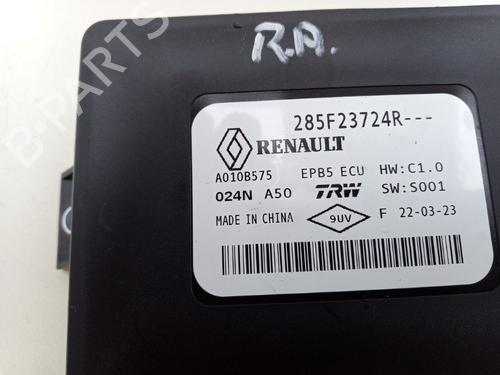 B-PARTS
R.A.
285F23724R---
RENAULT
A010B575 EPB5 ECU HW:C1.0
024N A50 TRW SW:S001
MADE IN CHINA 9UV F 22-03-23